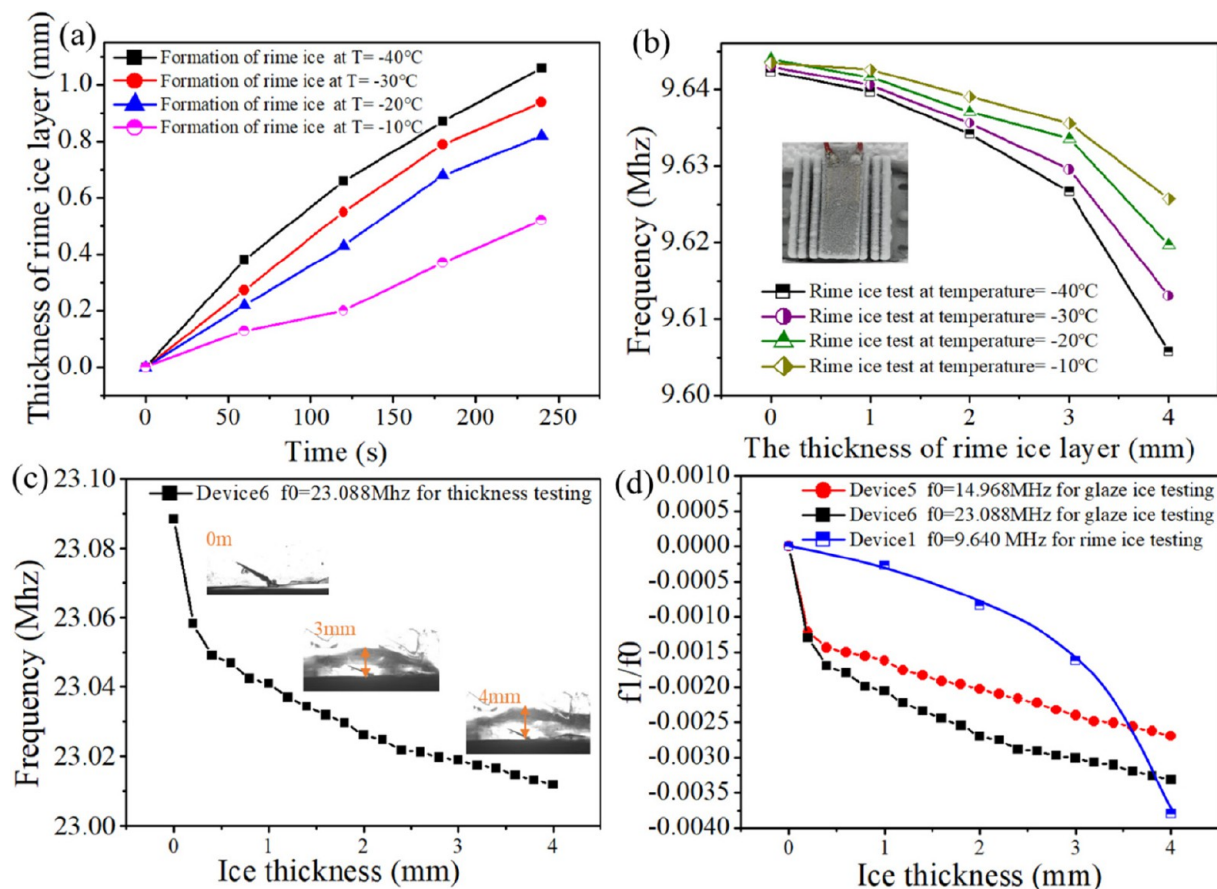 (a)
Thickness of rime ice layer (mm)
1.0
0.8
0.6
0.4
0.2
0.0
Formation of rime ice at T= -40℃
Formation of rime ice at T= -30℃
Formation of rime ice at T= -20℃
Formation of rime ice at T= -10℃
0 50 100 150 200 250
Time (s)
(b)
Frequency (Mhz)
9.64
9.63
9.62
9.61
9.60
Rime ice test at temperature= -40℃
Rime ice test at temperature= -30℃
Rime ice test at temperature= -20℃
Rime ice test at temperature= -10℃
0 1 2 3 4
The thickness of rime ice layer (mm)
(c)
Frequency (Mhz)
23.10
23.08
23.06
23.04
23.02
23.00
Device6 f0=23.088Mhz for thickness testing
0m
3mm
4mm
0 1 2 3 4
Ice thickness (mm)
(d)
f1/f0
0.0010
0.0005
0.0000
-0.0005
-0.0010
-0.0015
-0.0020
-0.0025
-0.0030
-0.0035
-0.0040
Device5 f0=14.968MHz for glaze ice testing
Device6 f0=23.088MHz for glaze ice testing
Device1 f0=9.640 MHz for rime ice testing
0 1 2 3 4
Ice thickness (mm)